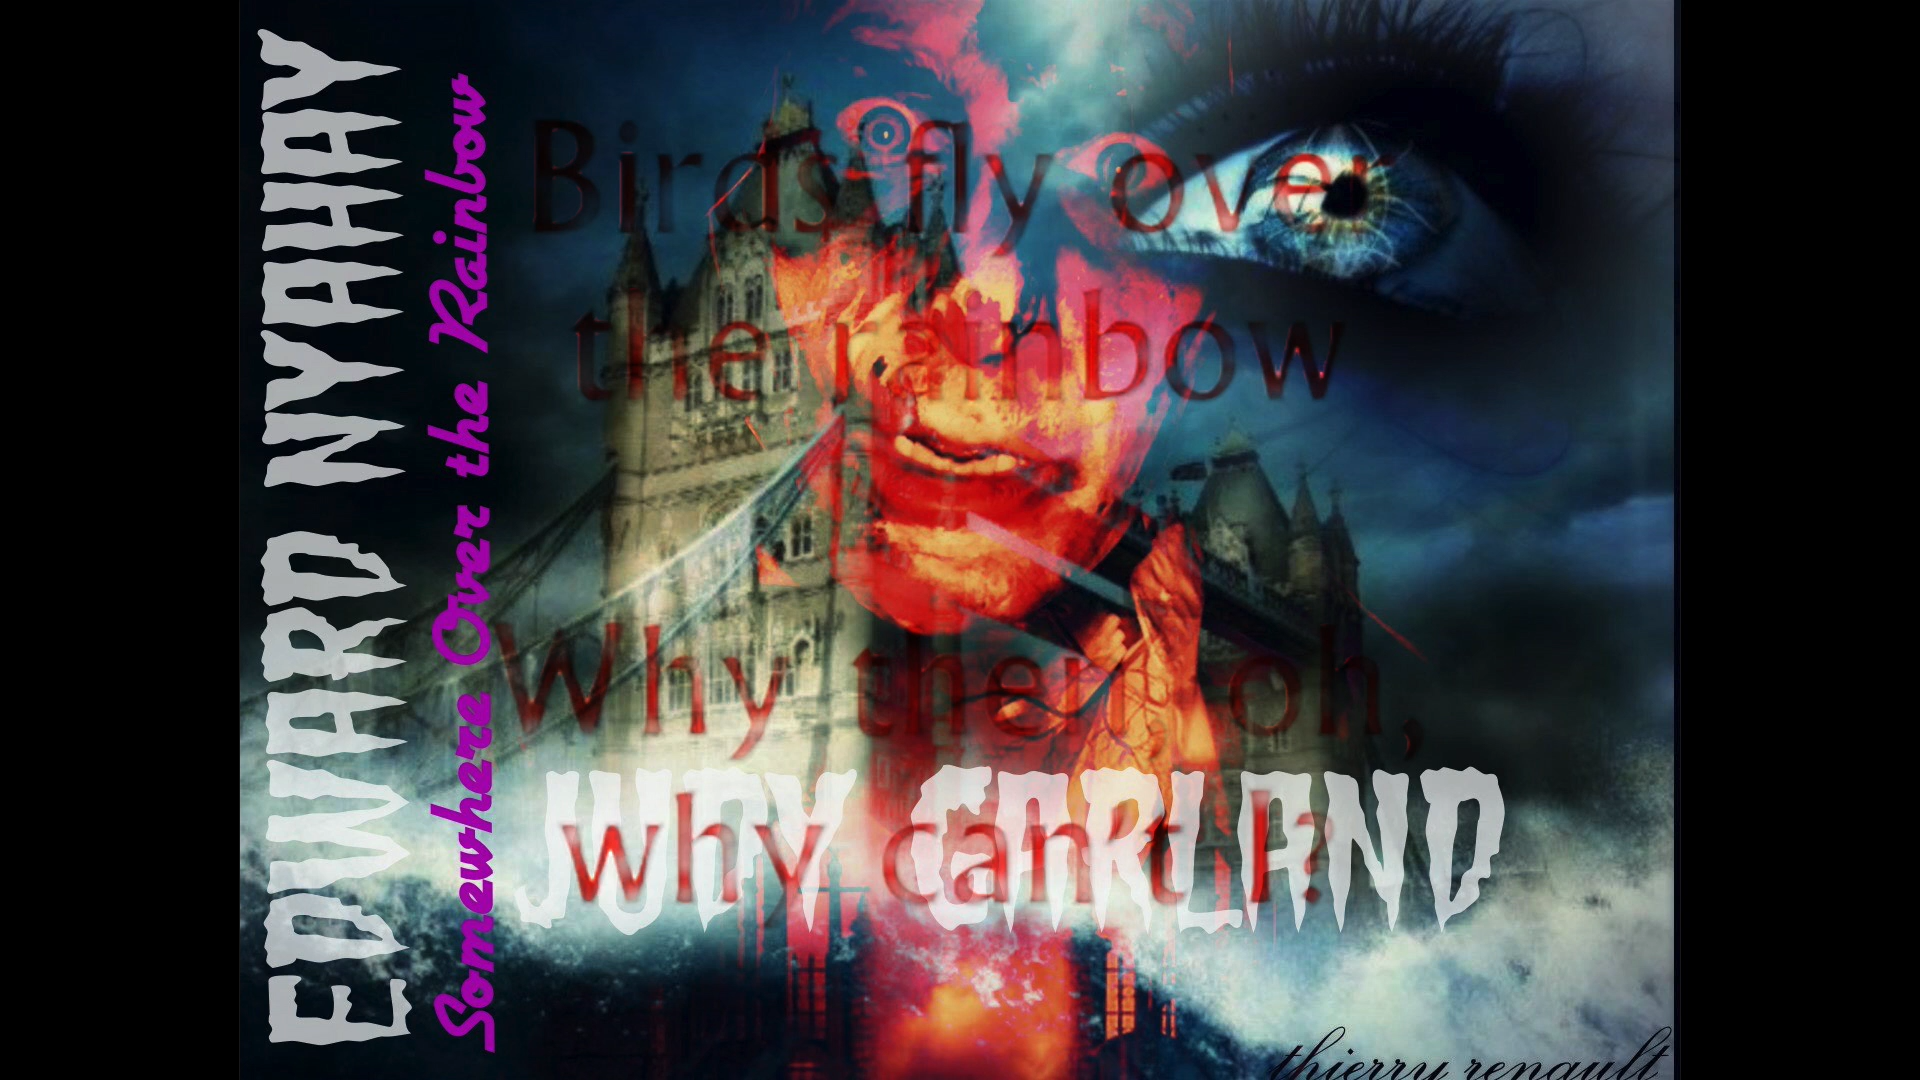 EDWARD NYAHAY
Somewhere Over the Rainbow
Birds fly over
the rainbow
Why then, oh,
why can't I?
JUDY GARLAND
thierry renault